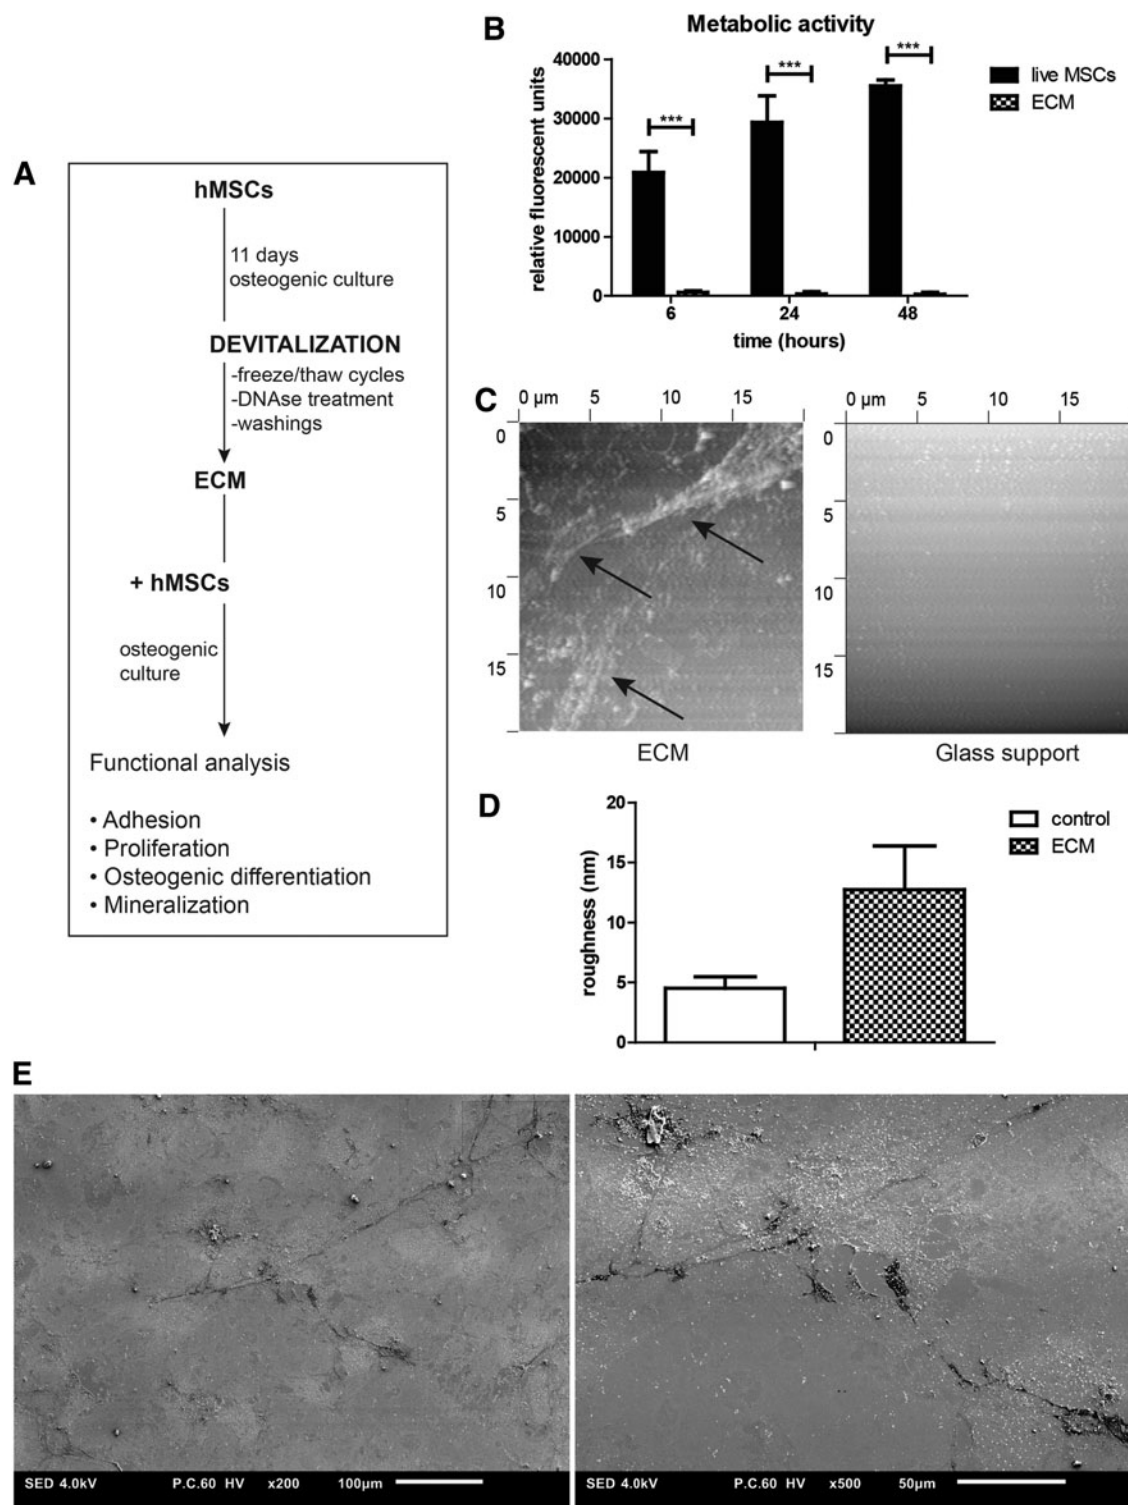 A
hMSCs
11 days
osteogenic culture
DEVITALIZATION
-freeze/thaw cycles
-DNAse treatment
-washings
ECM
+ hMSCs
osteogenic
culture
Functional analysis
• Adhesion
• Proliferation
• Osteogenic differentiation
• Mineralization
B
Metabolic activity
relative fluorescent units
40000
30000
20000
10000
0
***
***
***
6
24
48
time (hours)
live MSCs
ECM
C
0 µm 5 10 15
0
5
10
15
ECM
0 µm 5 10 15
0
5
10
15
Glass support
D
roughness (nm)
20
15
10
5
0
control
ECM
E
SED 4.0kV P.C.60 HV x200 100µm
SED 4.0kV P.C.60 HV x500 50µm